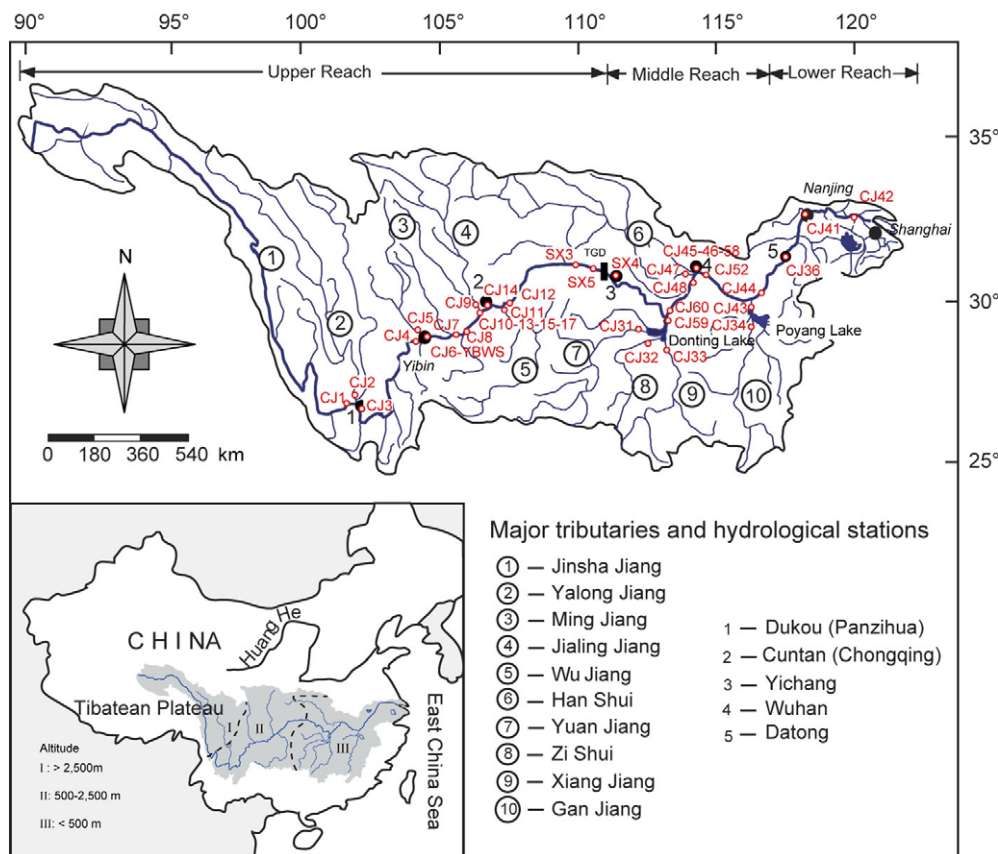 90° 95° 100° 105° 110° 115° 120°
Upper Reach Middle Reach Lower Reach
35°
30°
25°
Nanjing
CJ42
CJ41
Shanghai
1
2
3
4
5
6
7
8
9
10
SX3
TGD
SX4
SX5
3
CJ45-46-58
4
CJ47
CJ48
CJ52
CJ44
5
CJ36
2
CJ9
CJ14
CJ12
CJ11
CJ10-13-15-17
CJ8
CJ7
CJ5
CJ4
CJ6-YBWS
Yibin
CJ60
CJ59
CJ43
CJ34
CJ31
Donting Lake
Poyang Lake
CJ32
CJ33
CJ2
CJ1
CJ3
1
N
0 180 360 540 km
CHINA
Huang He
Tibatean Plateau
East China Sea
I
II
III
Altitude
I : > 2,500m
II: 500-2,500 m
III: < 500 m
Major tributaries and hydrological stations
1 — Jinsha Jiang
2 — Yalong Jiang
3 — Ming Jiang
4 — Jialing Jiang
5 — Wu Jiang
6 — Han Shui
7 — Yuan Jiang
8 — Zi Shui
9 — Xiang Jiang
10 — Gan Jiang
1 — Dukou (Panzihua)
2 — Cuntan (Chongqing)
3 — Yichang
4 — Wuhan
5 — Datong